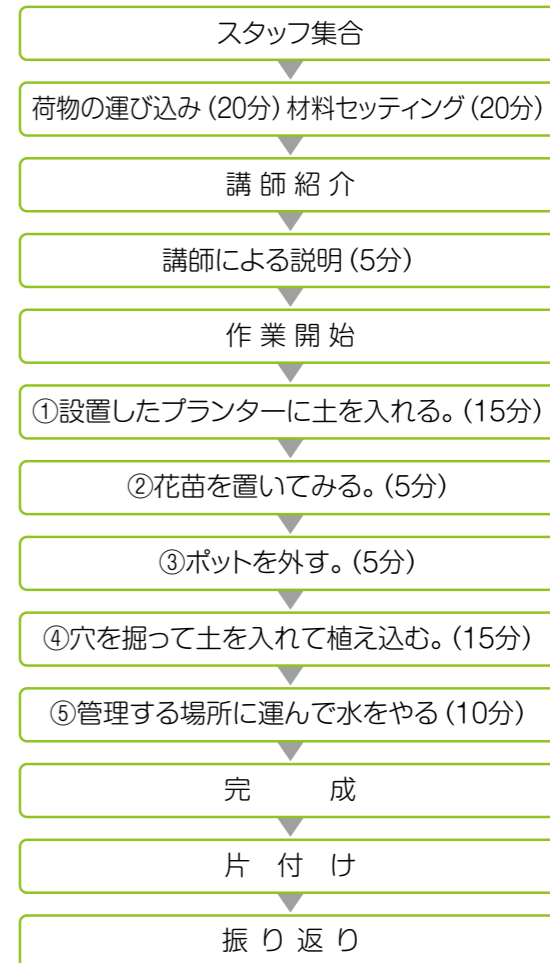 スタッフ集合
荷物の運び込み(20分)材料セッティング(20分)
講師紹介
講師による説明(5分)
作業開始
①設置したプランターに土を入れる。(15分)
②花苗を置いてみる。(5分)
③ポットを外す。(5分)
④穴を掘って土を入れて植え込む。(15分)
⑤管理する場所に運んで水をやる(10分)
完成
片付け
振り返り